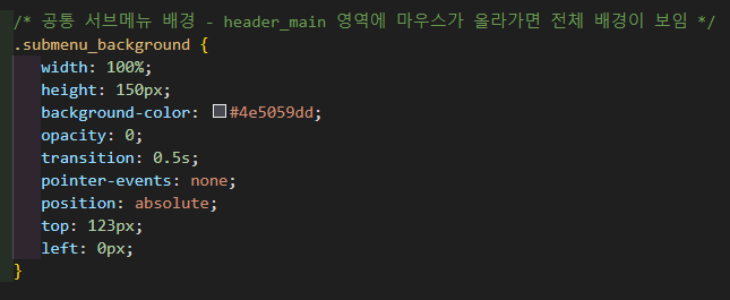 /* 공통 서브메뉴 배경 - header_main 영역에 마우스가 올라가면 전체 배경이 보임 */
.submenu_background {
width: 100%;
height: 150px;
background-color: #4e5059dd;
opacity: 0;
transition: 0.5s;
pointer-events: none;
position: absolute;
top: 123px;
left: 0px;
}